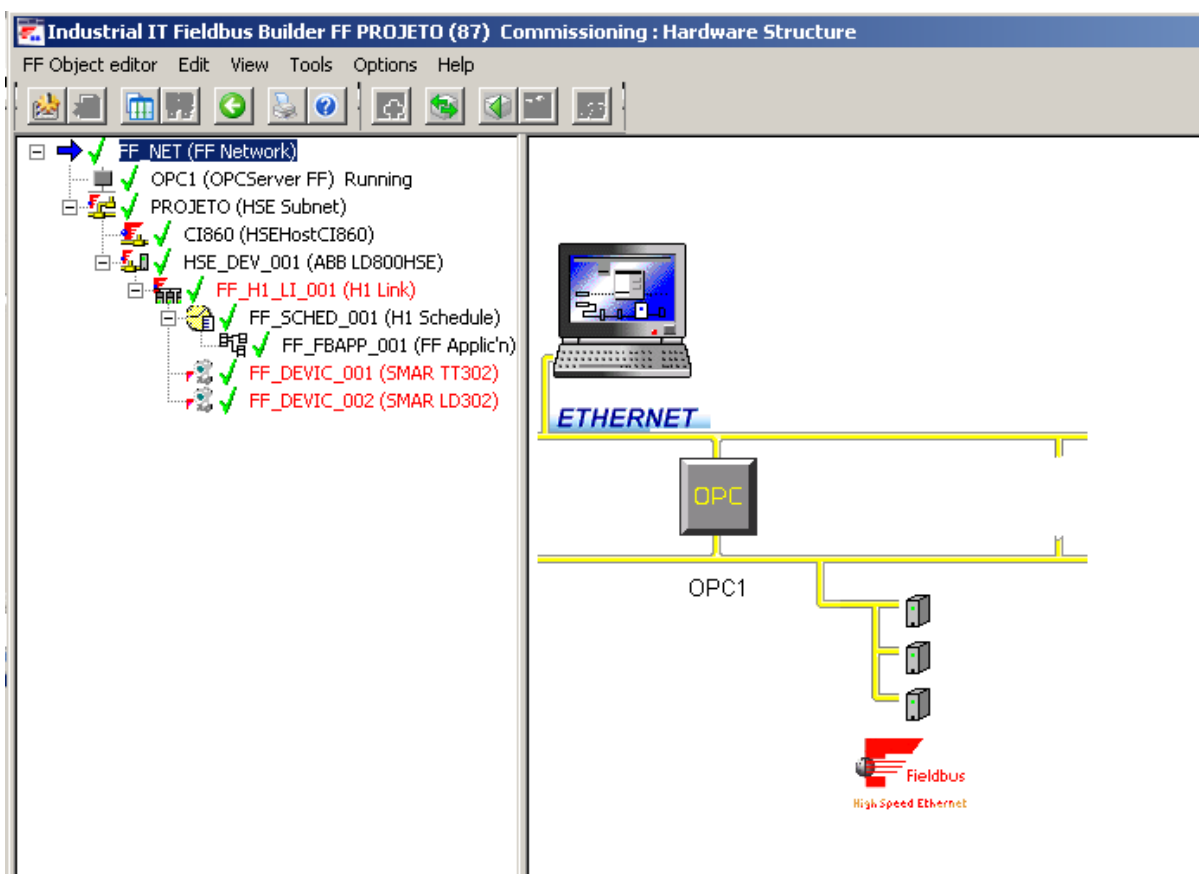 Industrial IT Fieldbus Builder FF PROJETO (87) Commissioning : Hardware Structure
FF Object editor Edit View Tools Options Help
FF_NET (FF Network)
OPC1 (OPCServer FF) Running
PROJETO (HSE Subnet)
CI860 (HSEHostCI860)
HSE_DEV_001 (ABB LD800HSE)
FF_H1_LI_001 (H1 Link)
FF_SCHED_001 (H1 Schedule)
FF_FBAPP_001 (FF Applic'n)
FF_DEVIC_001 (SMAR TT302)
FF_DEVIC_002 (SMAR LD302)
ETHERNET
OPC
OPC1
Fieldbus
High Speed Ethernet